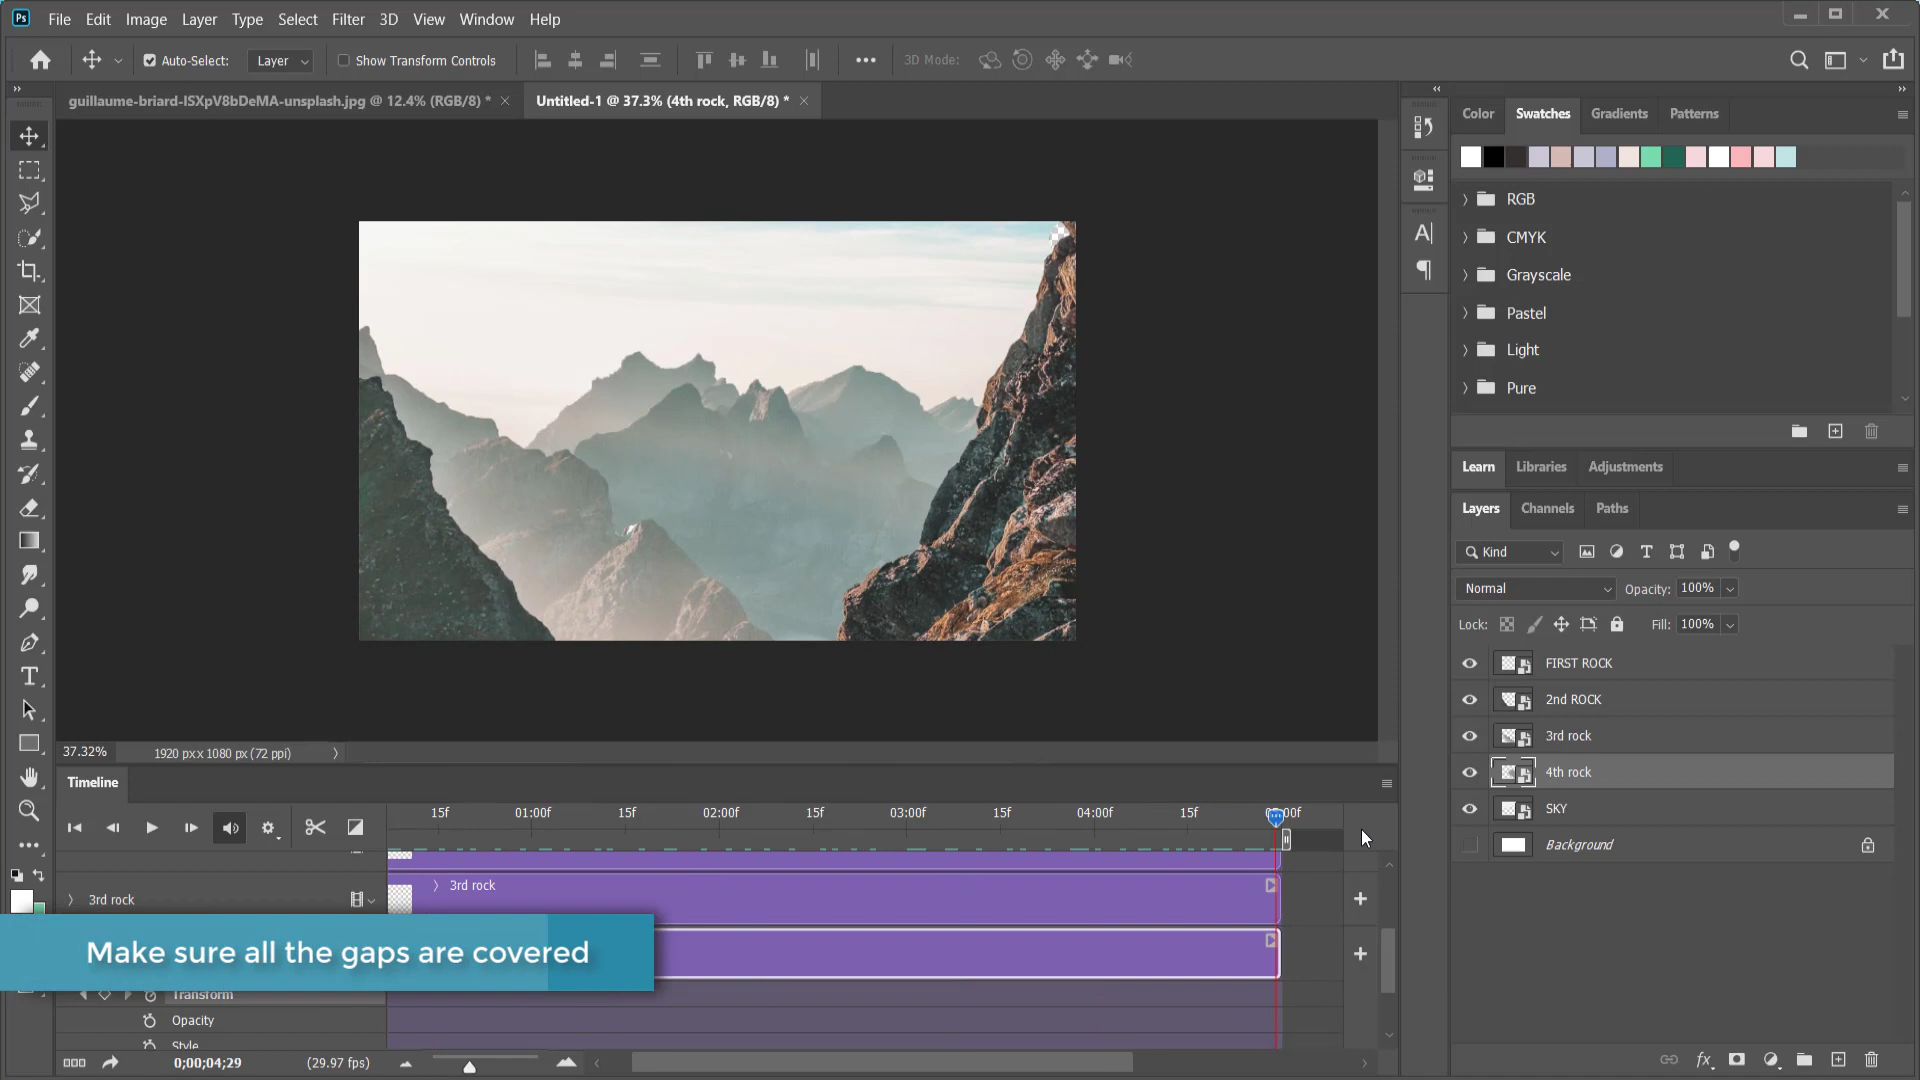 Ps File Edit Image Layer Type Select Filter 3D View Window Help
Auto-Select: Layer Show Transform Controls 3D Mode:
guillaume-briard-ISXpV8bDeMA-unsplash.jpg @ 12.4% (RGB/8) * Untitled-1 @ 37.3% (4th rock, RGB/8) *
Color Swatches Gradients Patterns
RGB
CMYK
Grayscale
Pastel
Light
Pure
Learn Libraries Adjustments
Layers Channels Paths
Kind
Normal Opacity: 100%
Lock: Fill: 100%
FIRST ROCK
2nd ROCK
3rd rock
4th rock
SKY
Background
37.32% 1920 px x 1080 px (72 ppi)
Timeline
15f 01:00f 15f 02:00f 15f 03:00f 15f 04:00f 15f 05:00f
3rd rock
3rd rock
Make sure all the gaps are covered
Transform
Opacity
Style
0;00;04;29 (29.97 fps)